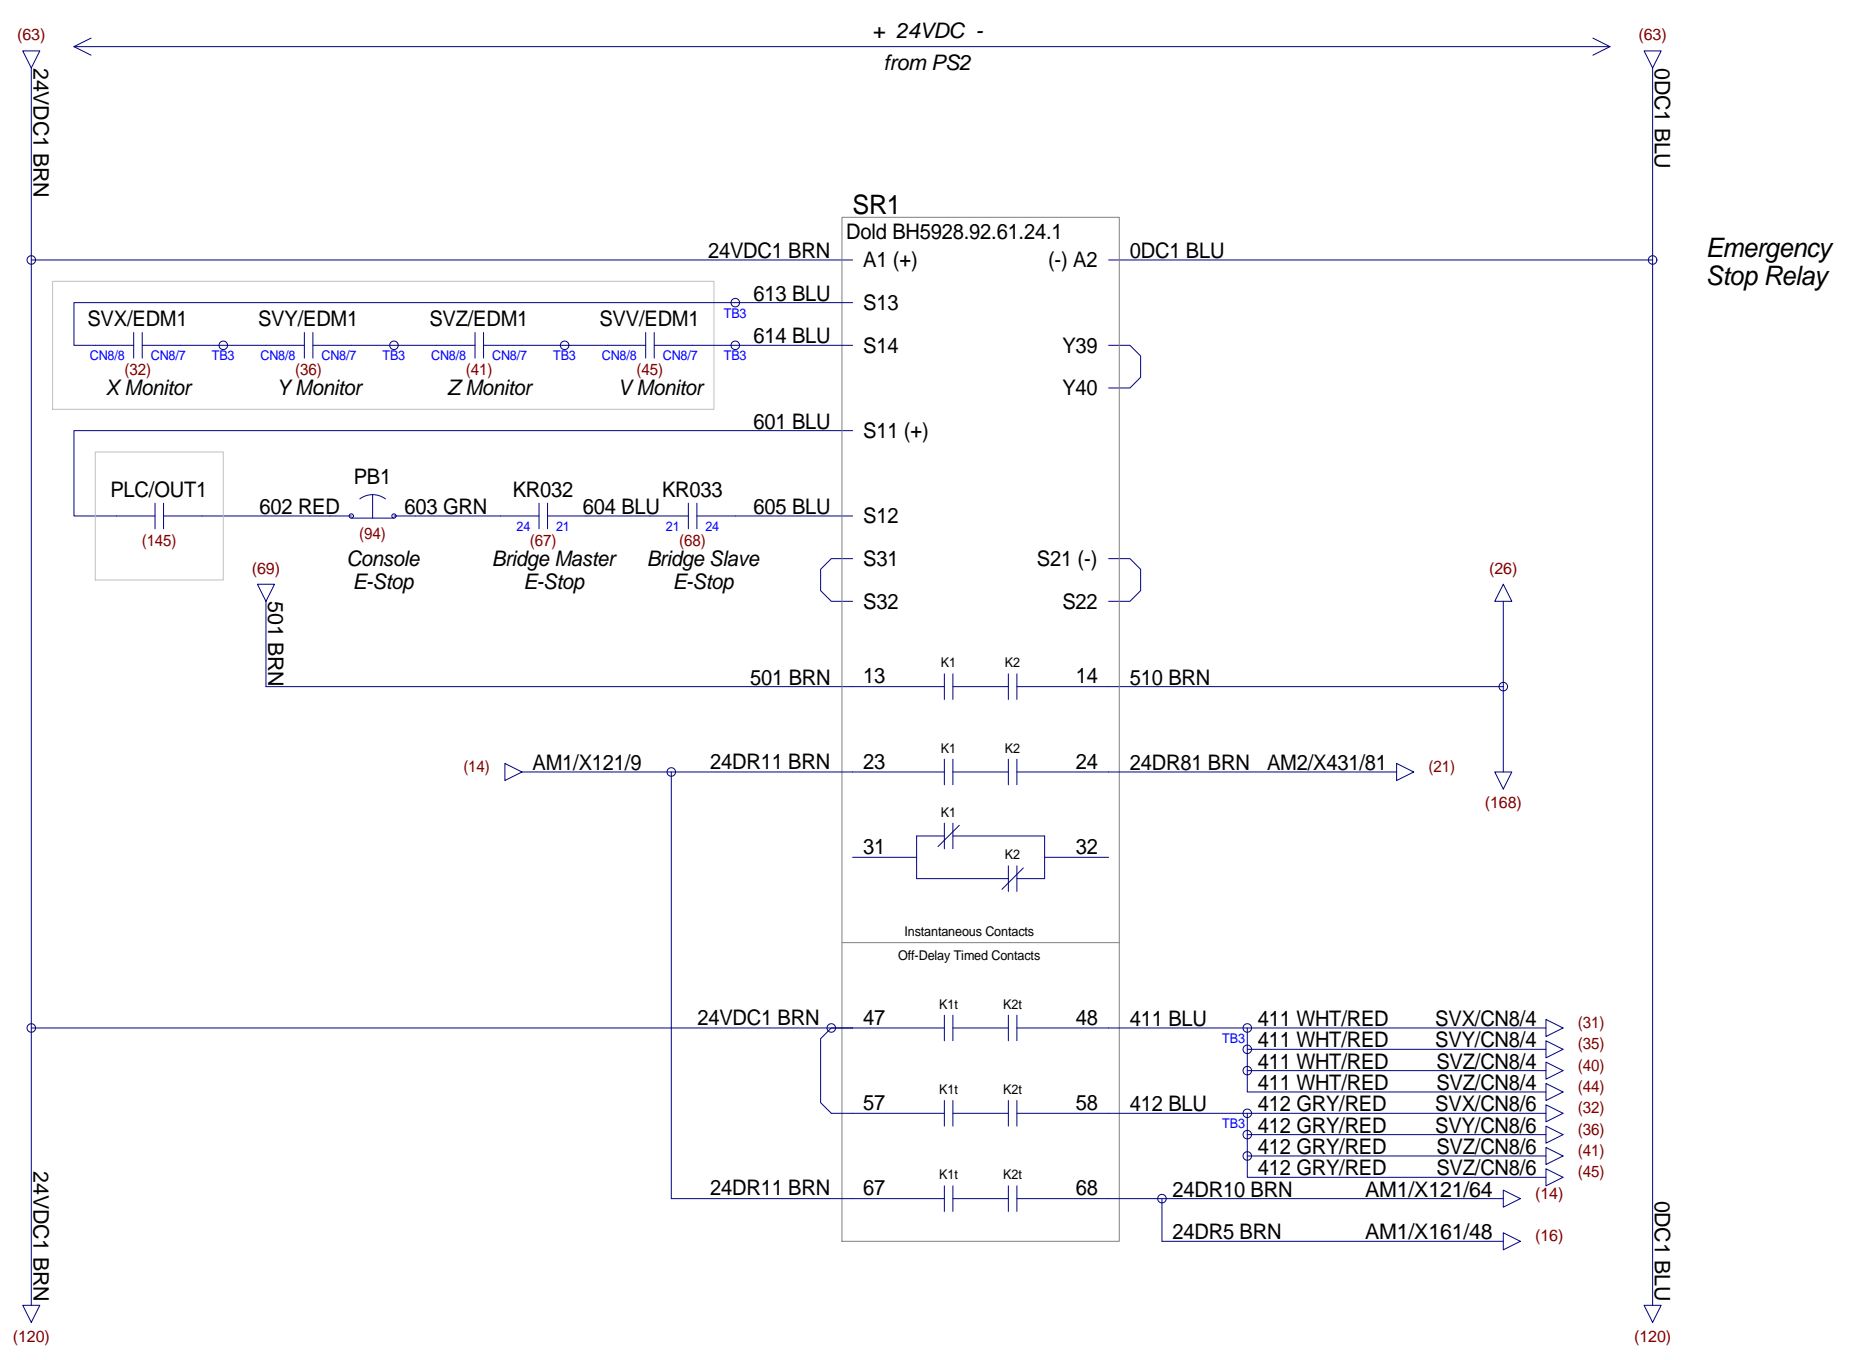 + 24VDC -
from PS2
(63)
(63)
24VDC1 BRN
0DC1 BLU
SR1
Dold BH5928.92.61.24.1
24VDC1 BRN
A1 (+)
(-) A2
0DC1 BLU
Emergency
Stop Relay
613 BLU
S13
TB3
SVX/EDM1
SVY/EDM1
SVZ/EDM1
SVV/EDM1
614 BLU
S14
Y39
CN8/8 CN8/7 TB3 CN8/8 CN8/7 TB3 CN8/8 CN8/7 TB3 CN8/8 CN8/7 TB3
(32)
(36)
(41)
(45)
X Monitor
Y Monitor
Z Monitor
V Monitor
Y40
601 BLU
S11 (+)
PLC/OUT1
PB1
KR032
KR033
602 RED
603 GRN
604 BLU
605 BLU
S12
24 21
21 24
(145)
(94)
(67)
(68)
Console
E-Stop
Bridge Master
E-Stop
Bridge Slave
E-Stop
S31
S21 (-)
S32
S22
(69)
501 BRN
(26)
K1
K2
501 BRN
13
14
510 BRN
K1
K2
(14)
AM1/X121/9
24DR11 BRN
23
24
24DR81 BRN
AM2/X431/81
(21)
(168)
K1
31
K2
32
Instantaneous Contacts
Off-Delay Timed Contacts
K1t
K2t
24VDC1 BRN
47
48
411 BLU
TB3
411 WHT/RED SVX/CN8/4 (31)
411 WHT/RED SVY/CN8/4 (35)
411 WHT/RED SVZ/CN8/4 (40)
411 WHT/RED SVZ/CN8/4 (44)
K1t
K2t
57
58
412 BLU
TB3
412 GRY/RED SVX/CN8/6 (32)
412 GRY/RED SVY/CN8/6 (36)
412 GRY/RED SVZ/CN8/6 (41)
412 GRY/RED SVZ/CN8/6 (45)
K1t
K2t
24DR11 BRN
67
68
24DR10 BRN AM1/X121/64 (14)
24DR5 BRN AM1/X161/48 (16)
24VDC1 BRN
0DC1 BLU
(120)
(120)